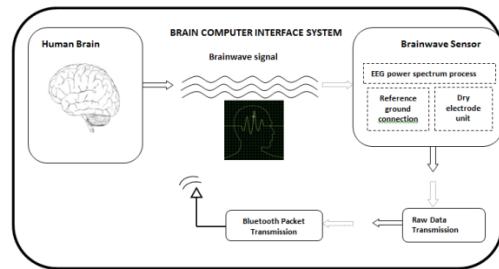 BRAIN COMPUTER INTERFACE SYSTEM
Human Brain
Brainwave signal
Brainwave Sensor
EEG power spectrum process
Reference
ground
connection
Dry
electrode
unit
Raw Data
Transmission
Bluetooth Packet
Transmission